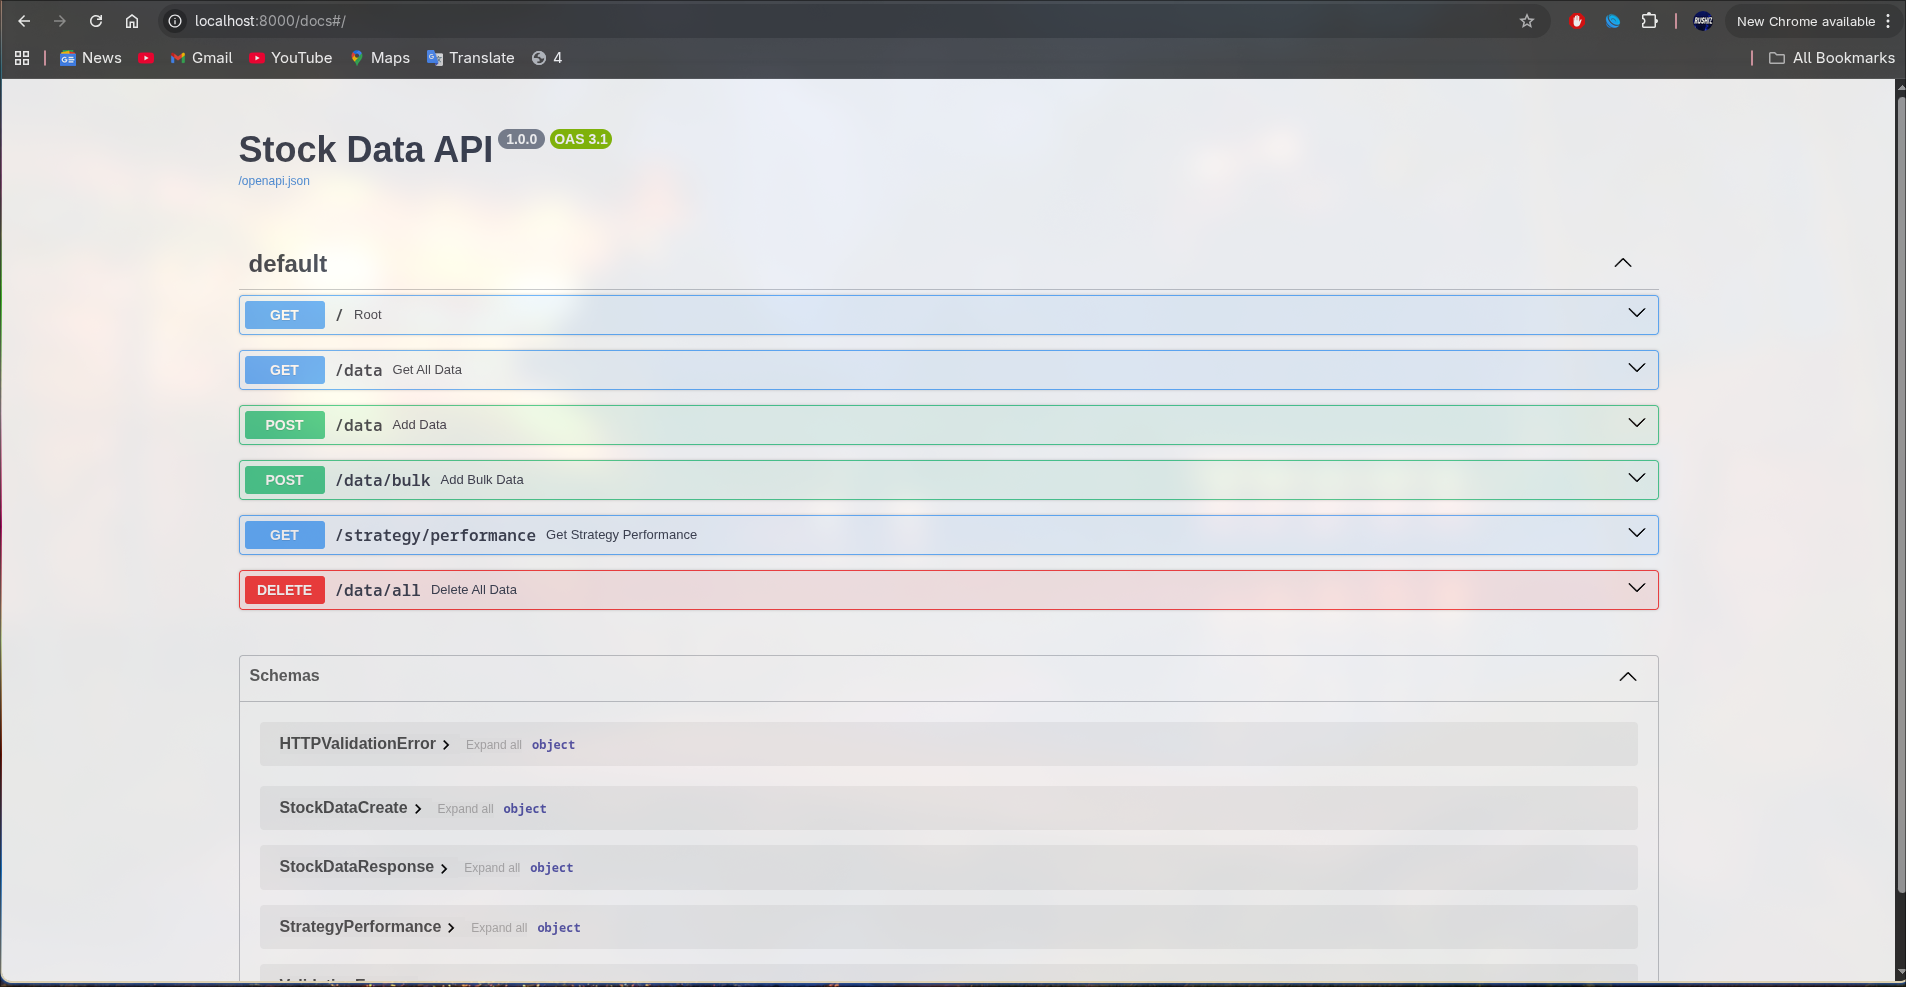 localhost:8000/docs#/
New Chrome available
News
Gmail
YouTube
Maps
Translate
4
All Bookmarks
Stock Data API 1.0.0 OAS 3.1
/openapi.json
default
GET / Root
GET /data Get All Data
POST /data Add Data
POST /data/bulk Add Bulk Data
GET /strategy/performance Get Strategy Performance
DELETE /data/all Delete All Data
Schemas
HTTPValidationError Expand all object
StockDataCreate Expand all object
StockDataResponse Expand all object
StrategyPerformance Expand all object